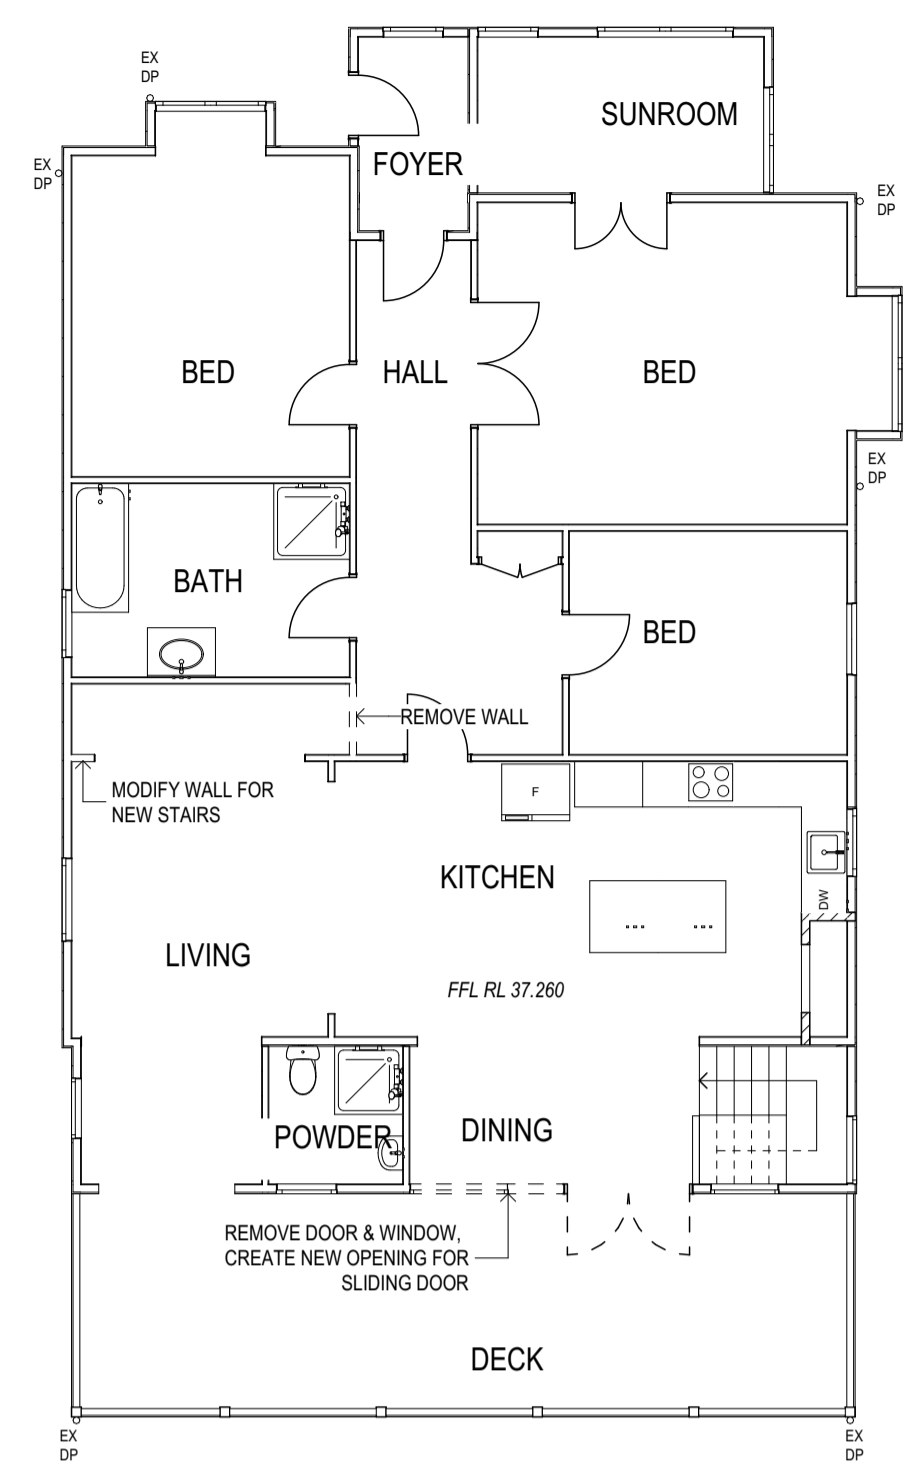 EX
DP
SUNROOM
FOYER
EX
DP
EX
DP
BED
HALL
BED
EX
DP
BATH
BED
REMOVE WALL
MODIFY WALL FOR
NEW STAIRS
F
KITCHEN
DW
LIVING
FFL RL 37.260
POWDER
DINING
REMOVE DOOR & WINDOW,
CREATE NEW OPENING FOR
SLIDING DOOR
DECK
EX
DP
EX
DP